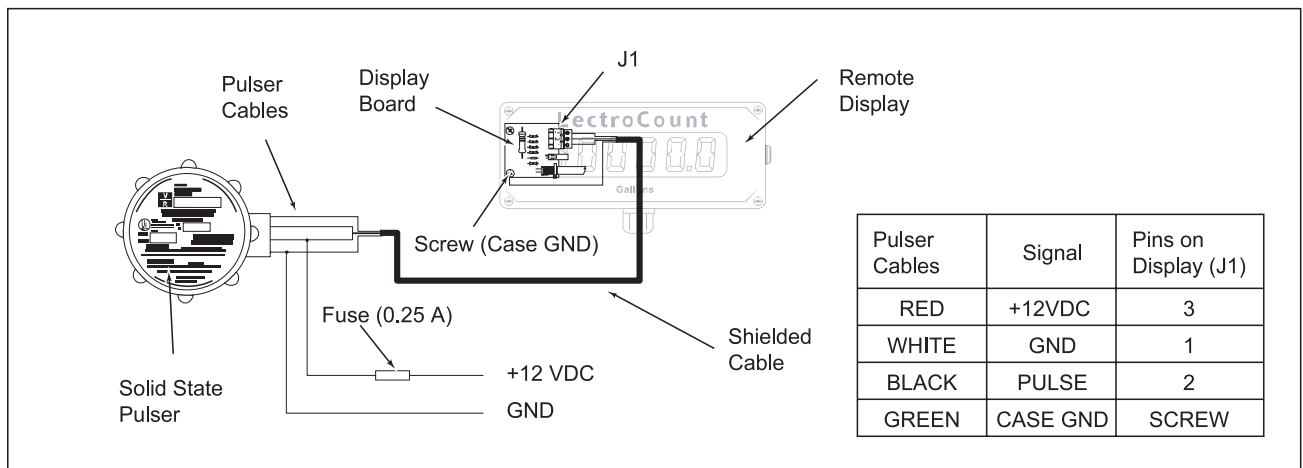 J1
Pulser
Cables
Display
Board
Remote
Display
LectroCount
Gallons
VR
Screw (Case GND)
Fuse (0.25 A)
Shielded
Cable
+12 VDC
GND
Solid State
Pulser
Pulser
Cables
Signal
Pins on
Display (J1)
RED
+12VDC
3
WHITE
GND
1
BLACK
PULSE
2
GREEN
CASE GND
SCREW